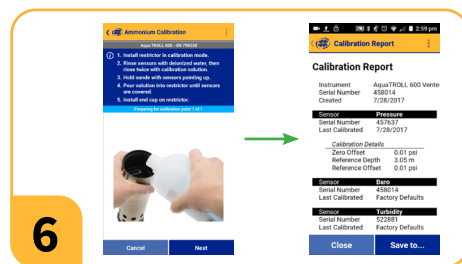 Ammonium Calibration
Aqua TROLL 600 - SN 798238
1. Install restrictor in calibration mode.
2. Rinse sensors with deionized water, then
rinse twice with calibration solution.
3. Hold sonde with sensors pointing up.
4. Pour solution into restrictor until sensors
are covered.
5. Install end cap on restrictor.
Preparing for calibration point 1 of 1
Cancel
Next
6
2:59 pm
Calibration Report
Calibration Report
Instrument AquaTROLL 600 Vente
Serial Number 458014
Created 7/28/2017
Sensor Pressure
Serial Number 457637
Last Calibrated 7/28/2017
Calibration Details
Zero Offset 0.01 psi
Reference Depth 3.05 m
Reference Offset 0.01 psi
Sensor Baro
Serial Number 458014
Last Calibrated Factory Defaults
Sensor Turbidity
Serial Number 522881
Last Calibrated Factory Defaults
Close
Save to...